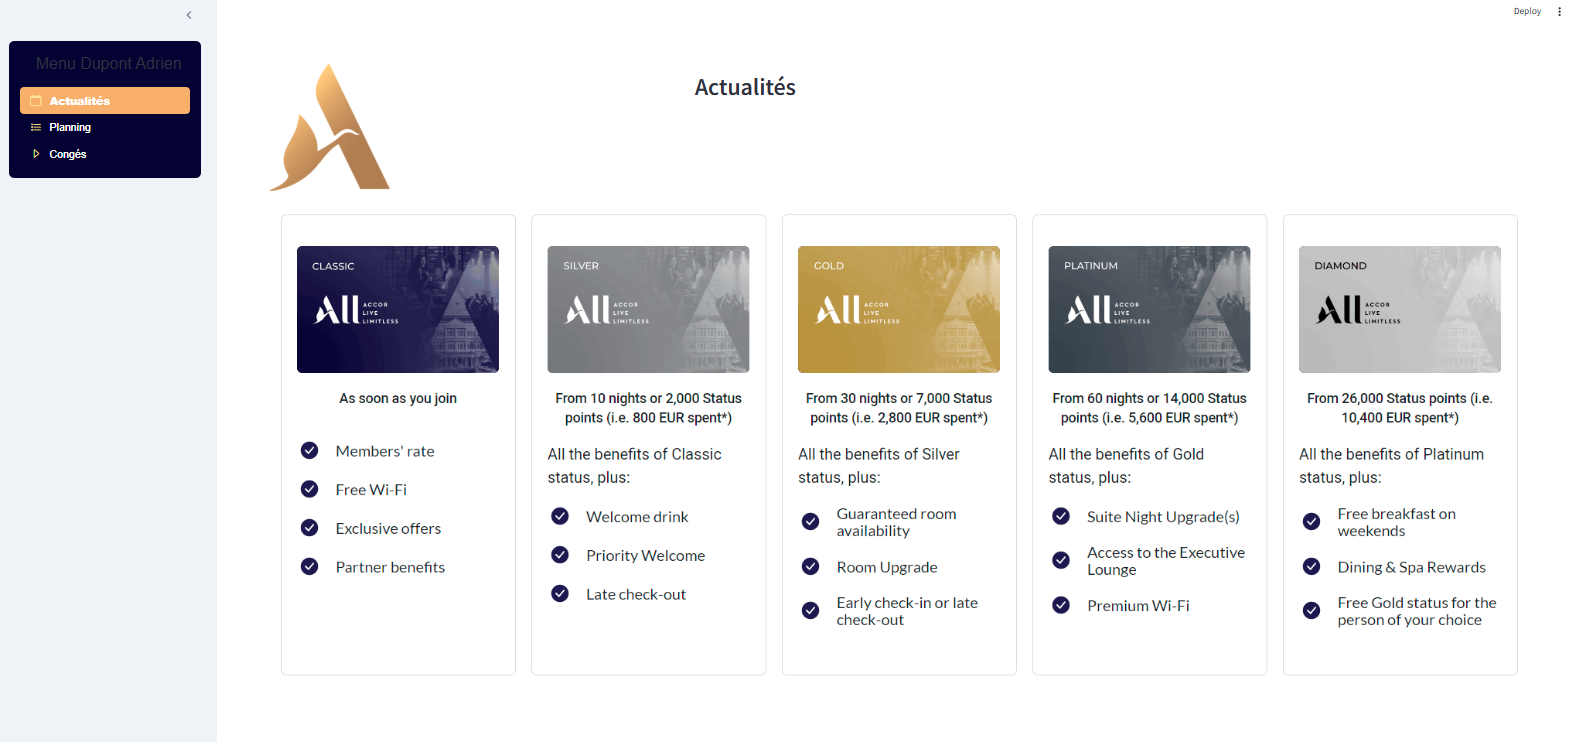 Deploy
Menu Dupont Adrien
Actualités
Planning
Congés
Actualités
CLASSIC
All ACCOR
LIVE
LIMITLESS
As soon as you join
Members' rate
Free Wi-Fi
Exclusive offers
Partner benefits
SILVER
All ACCOR
LIVE
LIMITLESS
From 10 nights or 2,000 Status
points (i.e. 800 EUR spent*)
All the benefits of Classic
status, plus:
Welcome drink
Priority Welcome
Late check-out
GOLD
All ACCOR
LIVE
LIMITLESS
From 30 nights or 7,000 Status
points (i.e. 2,800 EUR spent*)
All the benefits of Silver
status, plus:
Guaranteed room
availability
Room Upgrade
Early check-in or late
check-out
PLATINUM
All ACCOR
LIVE
LIMITLESS
From 60 nights or 14,000 Status
points (i.e. 5,600 EUR spent*)
All the benefits of Gold
status, plus:
Suite Night Upgrade(s)
Access to the Executive
Lounge
Premium Wi-Fi
DIAMOND
All ACCOR
LIVE
LIMITLESS
From 26,000 Status points (i.e.
10,400 EUR spent*)
All the benefits of Platinum
status, plus:
Free breakfast on
weekends
Dining & Spa Rewards
Free Gold status for the
person of your choice